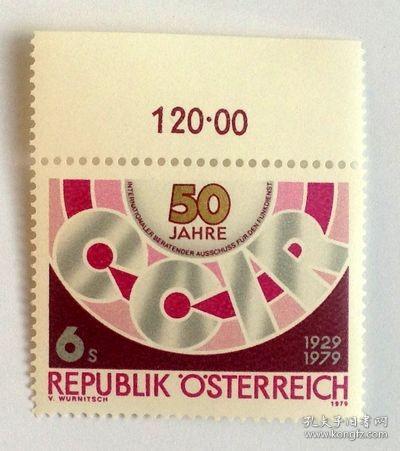 120·00
50
JAHRE
INTERNATIONALER BERATENDER AUSSCHUSS FÜR DEN FUNKDIENST
CCIR
6 S
1929
1979
REPUBLIK ÖSTERREICH
V. WURNITSCH
1979
孔夫子旧书网
www.kongfz.com